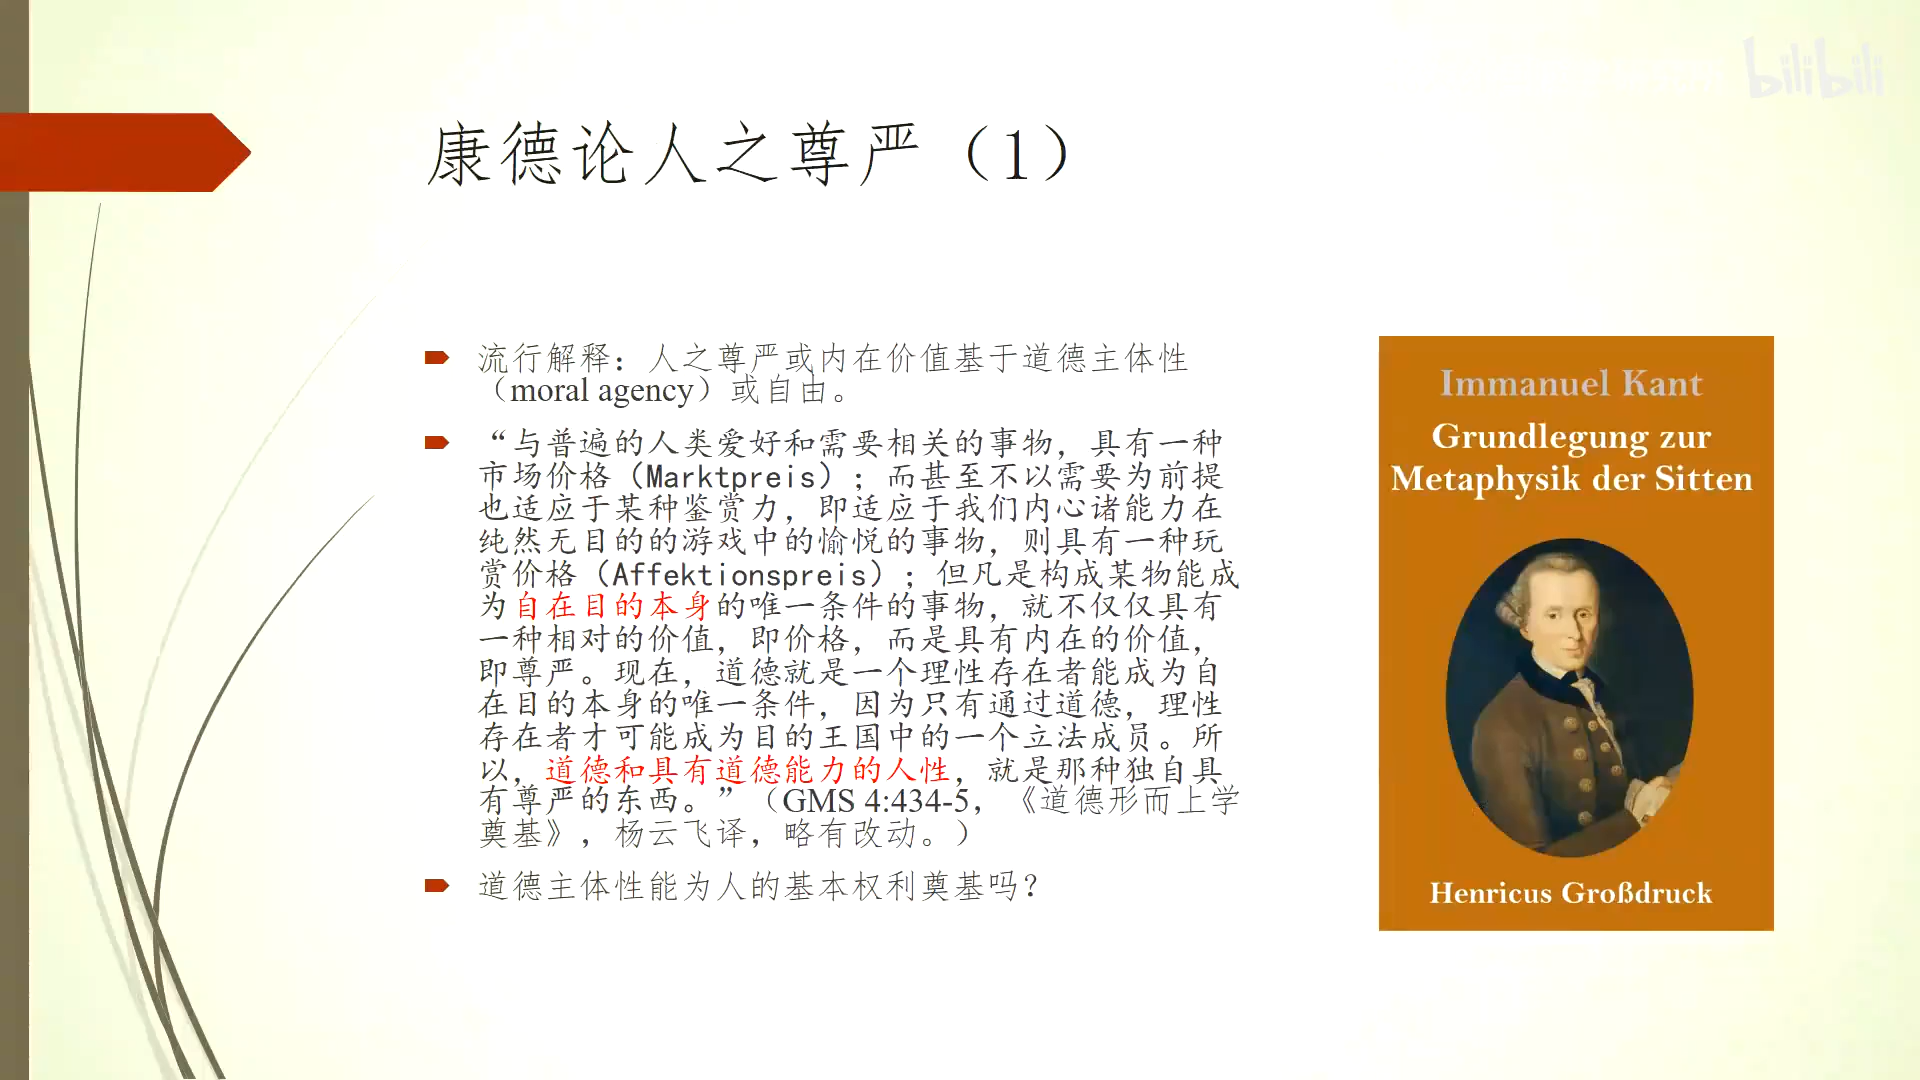 bilibili
康德论人之尊严（1）
流行解释：人之尊严或内在价值基于道德主体性
（moral agency）或自由。
“与普遍的人类爱好和需要相关的事物，具有一种
市场价格（Marktpreis）；而甚至不以需要为前提
也适应于某种鉴赏力，即适应于我们内心诸能力在
纯然无目的的游戏中的愉悦的事物，则具有一种玩
赏价格（Affektionspreis）；但凡是构成某物能成
为自在目的本身的唯一条件的事物，就不仅仅具有
一种相对的价值，即价格，而是具有内在的价值，
即尊严。现在，道德就是一个理性存在者能成为自
在目的本身的唯一条件，因为只有通过道德，理性
存在者才可能成为目的王国中的一个立法成员。所
以，道德和具有道德能力的人性，就是那种独自具
有尊严的东西。”（GMS 4:434-5，《道德形而上学
奠基》，杨云飞译，略有改动。）
道德主体性能为人的基本权利奠基吗？
Immanuel Kant
Grundlegung zur
Metaphysik der Sitten
Henricus Großdruck